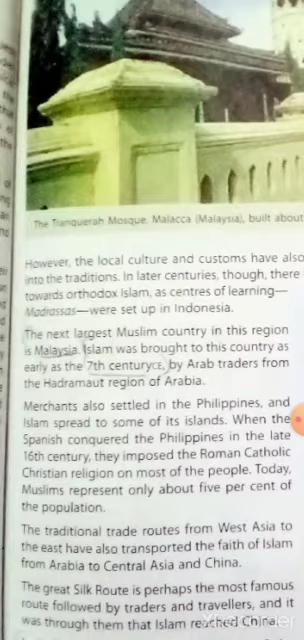 The Tranquerah Mosque, Malacca (Malaysia), built about
However, the local culture and customs have also
into the traditions. In later centuries, though, there
towards orthodox Islam, as centres of learning—
Madrassas—were set up in Indonesia.
The next largest Muslim country in this region
is Malaysia. Islam was brought to this country as
early as the 7th centuryCE, by Arab traders from
the Hadramaut region of Arabia.
Merchants also settled in the Philippines, and
Islam spread to some of its islands. When the
Spanish conquered the Philippines in the late
16th century, they imposed the Roman Catholic
Christian religion on most of the people. Today,
Muslims represent only about five per cent of
the population.
The traditional trade routes from West Asia to
the east have also transported the faith of Islam
from Arabia to Central Asia and China.
The great Silk Route is perhaps the most famous
route followed by traders and travellers, and it
was through them that Islam reached China.